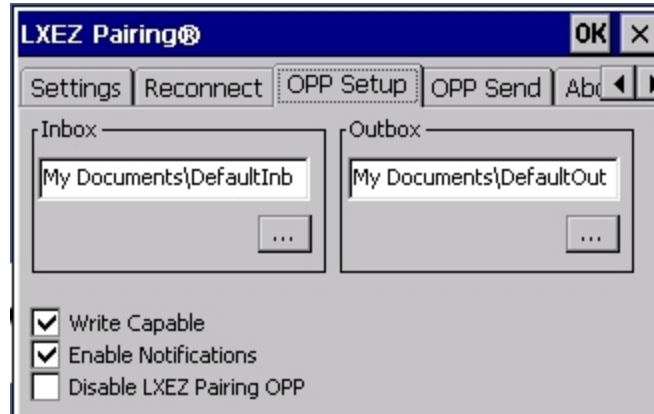 LXEZ Pairing® OK ×
Settings Reconnect OPP Setup OPP Send Abc
Inbox Outbox
My Documents\DefaultInb My Documents\DefaultOut
... ...
Write Capable
Enable Notifications
Disable LXEZ Pairing OPP